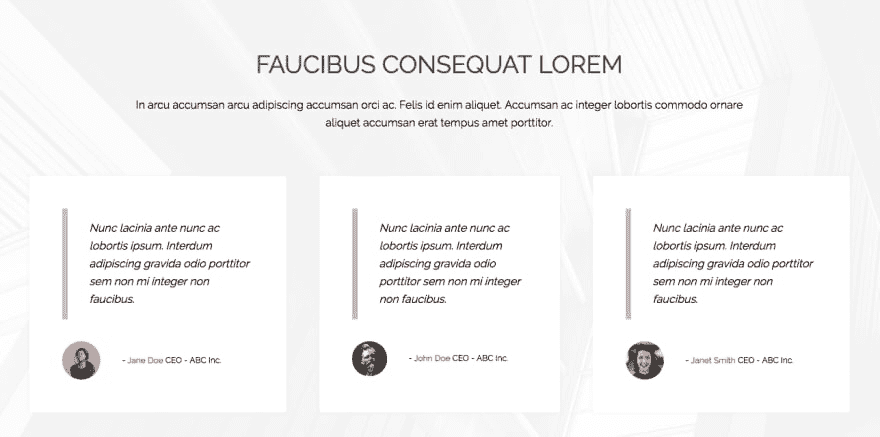 FAUCIBUS CONSEQUAT LOREM
In arcu accumsan arcu adipiscing accumsan orci ac. Felis id enim aliquet. Accumsan ac integer lobortis commodo ornare
aliquet accumsan erat tempus amet porttitor.
Nunc lacinia ante nunc ac
lobortis ipsum. Interdum
adipiscing gravida odio porttitor
sem non mi integer non
faucibus.
- Jane Doe CEO - ABC Inc.
Nunc lacinia ante nunc ac
lobortis ipsum. Interdum
adipiscing gravida odio
porttitor sem non mi integer
non faucibus.
- John Doe CEO - ABC Inc.
Nunc lacinia ante nunc ac
lobortis ipsum. Interdum
adipiscing gravida odio porttitor
sem non mi integer non
faucibus.
- Janet Smith CEO - ABC Inc.